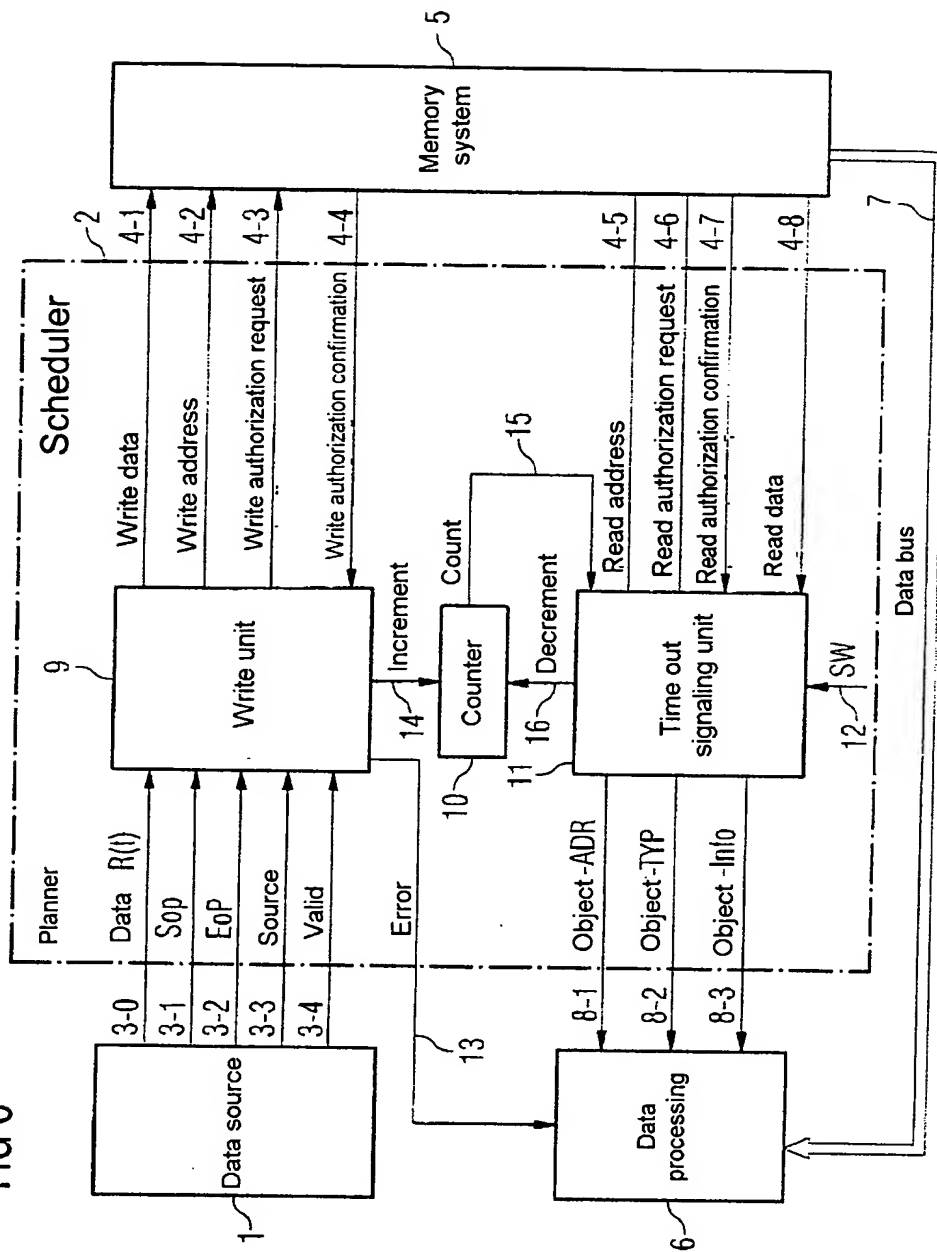 Scheduler
Planner
2
5
Memory
system
9
Write unit
Write data
4-1
Write address
4-2
Write authorization request
4-3
Write authorization confirmation
4-4
Data source
1
3-0
Data R(t)
3-1
Sop
3-2
EoP
3-3
Source
3-4
Valid
Error
13
14
Increment
Counter
10
Count
15
16
Decrement
11
Time out
signaling unit
12
SW
Read address
4-5
Read authorization request
4-6
Read authorization confirmation
4-7
Read data
4-8
8-1
Object-ADR
8-2
Object-TYP
8-3
Object-Info
Data
processing
6
Data bus
7